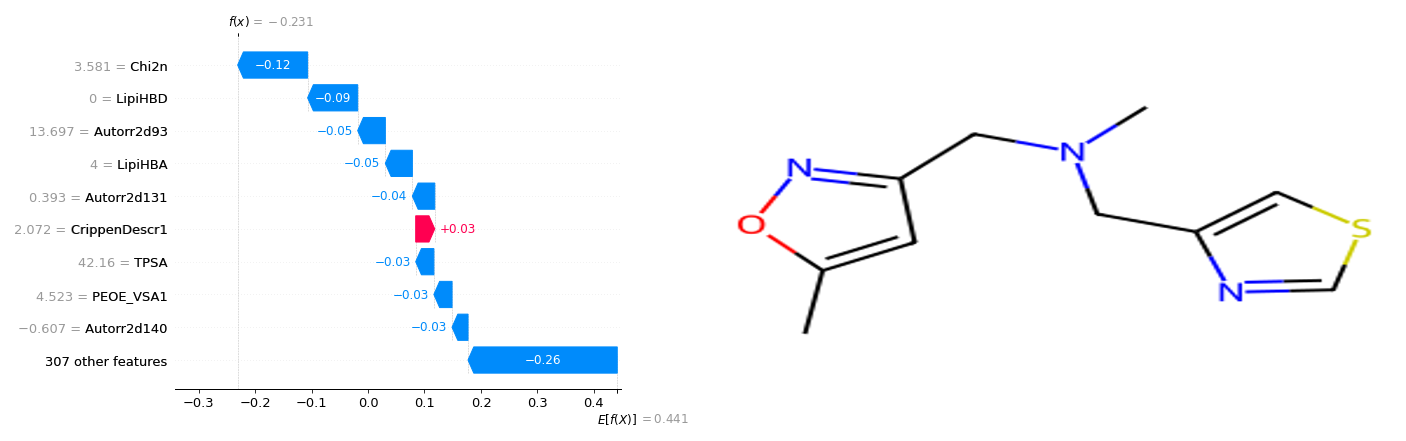 f(x) = −0.231
3.581 = Chi2n
−0.12
0 = LipiHBD
−0.09
13.697 = Autorr2d93
−0.05
4 = LipiHBA
−0.05
0.393 = Autorr2d131
−0.04
2.072 = CrippenDescr1
+0.03
42.16 = TPSA
−0.03
4.523 = PEOE_VSA1
−0.03
−0.607 = Autorr2d140
−0.03
307 other features
−0.26
−0.3 −0.2 −0.1 0.0 0.1 0.2 0.3 0.4
E[f(X)] = 0.441
N
N
O
S
N